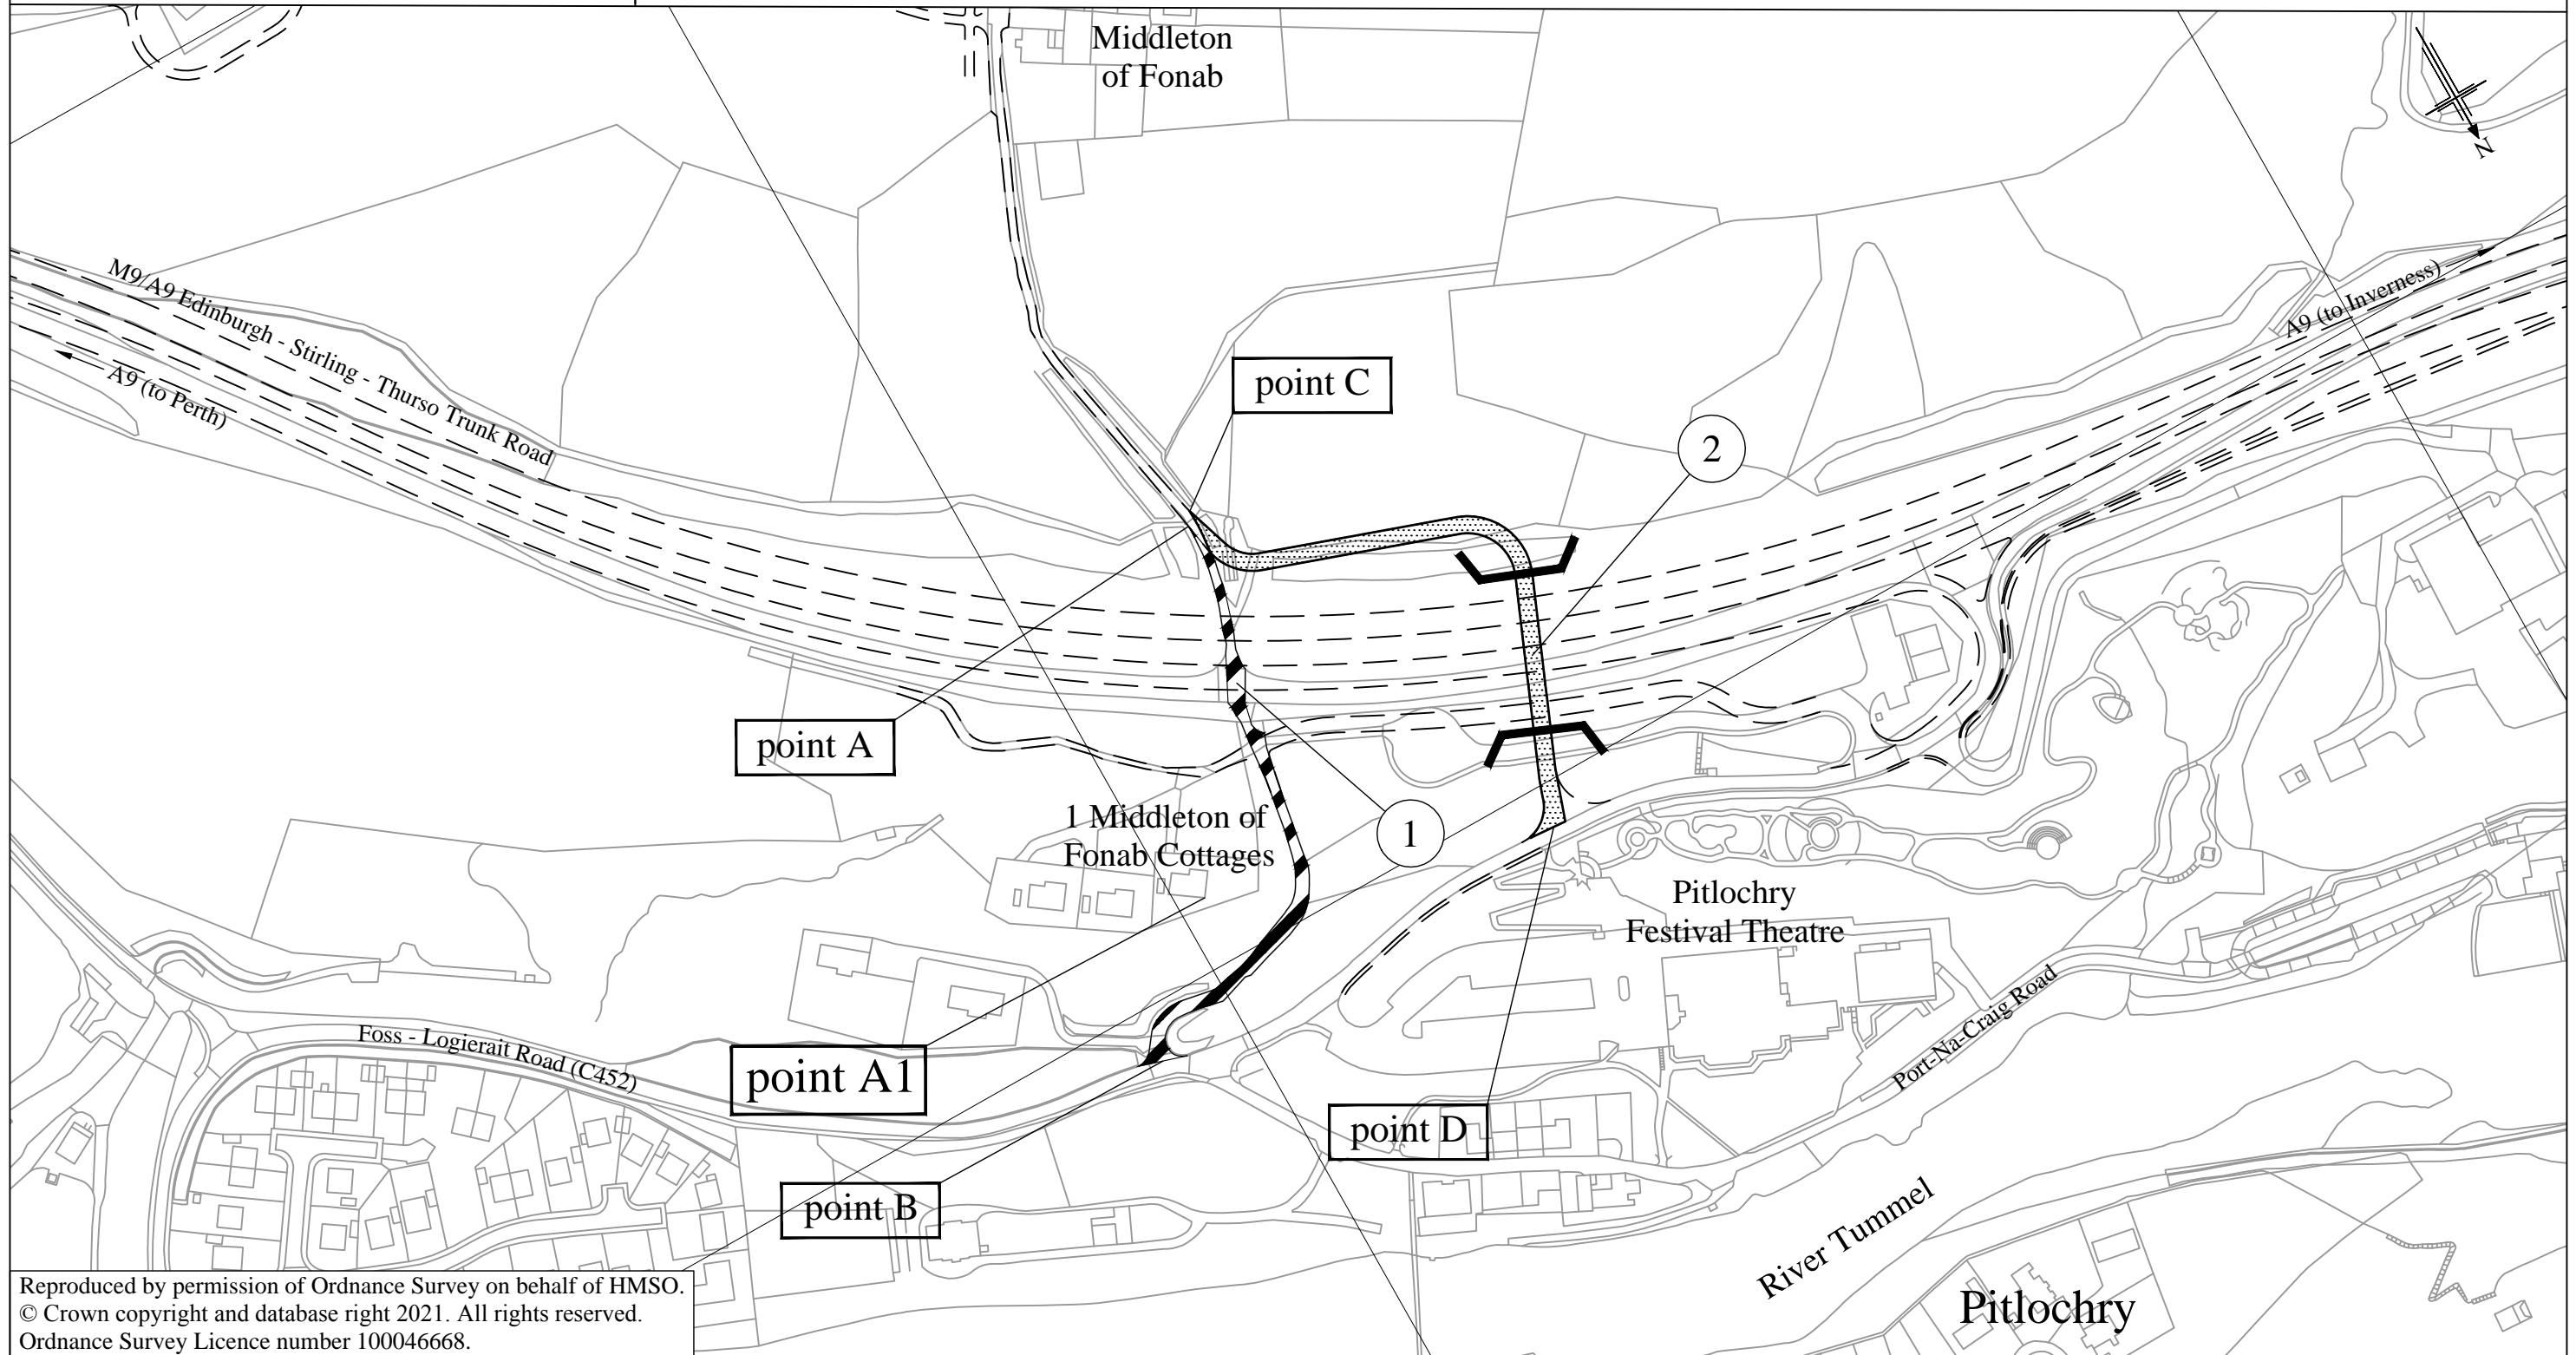 Middleton
of Fonab
N
M9/A9 Edinburgh - Stirling - Thurso Trunk Road
A9 (to Perth)
A9 (to Inverness)
point C
2
point A
1 Middleton of
Fonab Cottages
1
Pitlochry
Festival Theatre
Foss - Logierait Road (C452)
point A1
Port-Na-Craig Road
point D
point B
River Tummel
Pitlochry
Reproduced by permission of Ordnance Survey on behalf of HMSO.
© Crown copyright and database right 2021. All rights reserved.
Ordnance Survey Licence number 100046668.